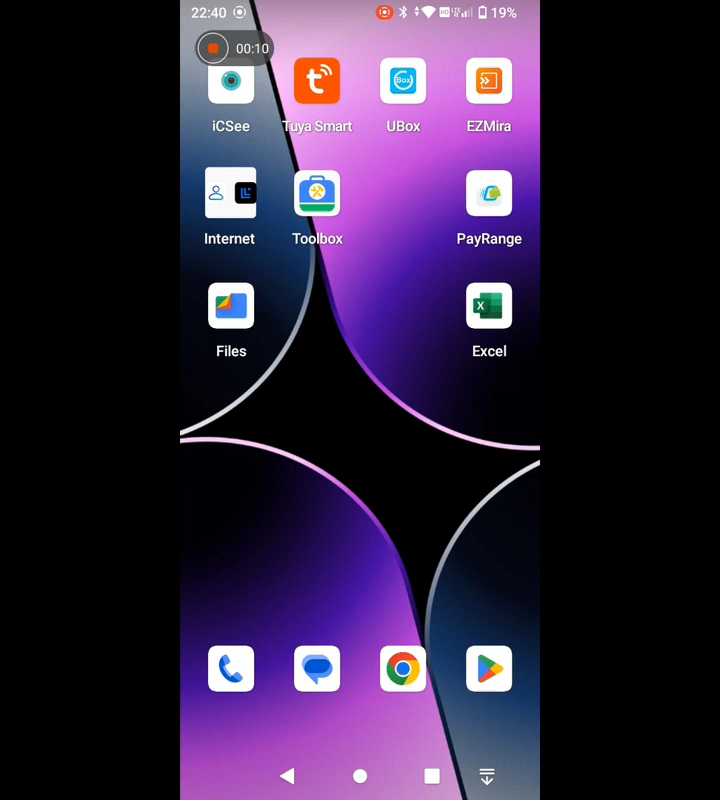 22:40 19%
00:10
iCSee Tuya Smart UBox EZMira
Internet Toolbox PayRange
Files Excel